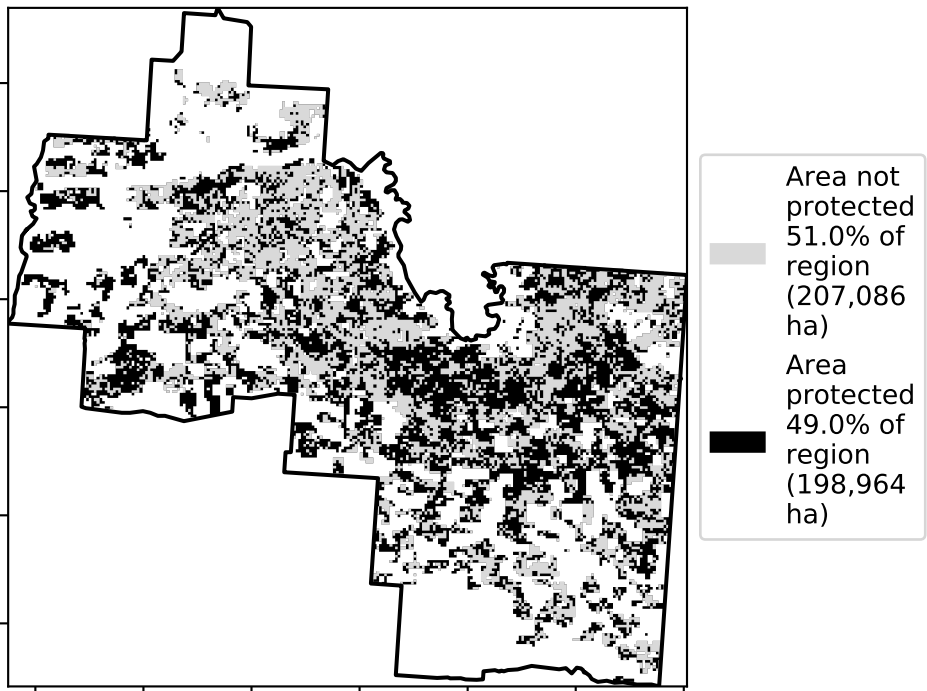 Area not
protected
51.0% of
region
(207,086
ha)
Area
protected
49.0% of
region
(198,964
ha)